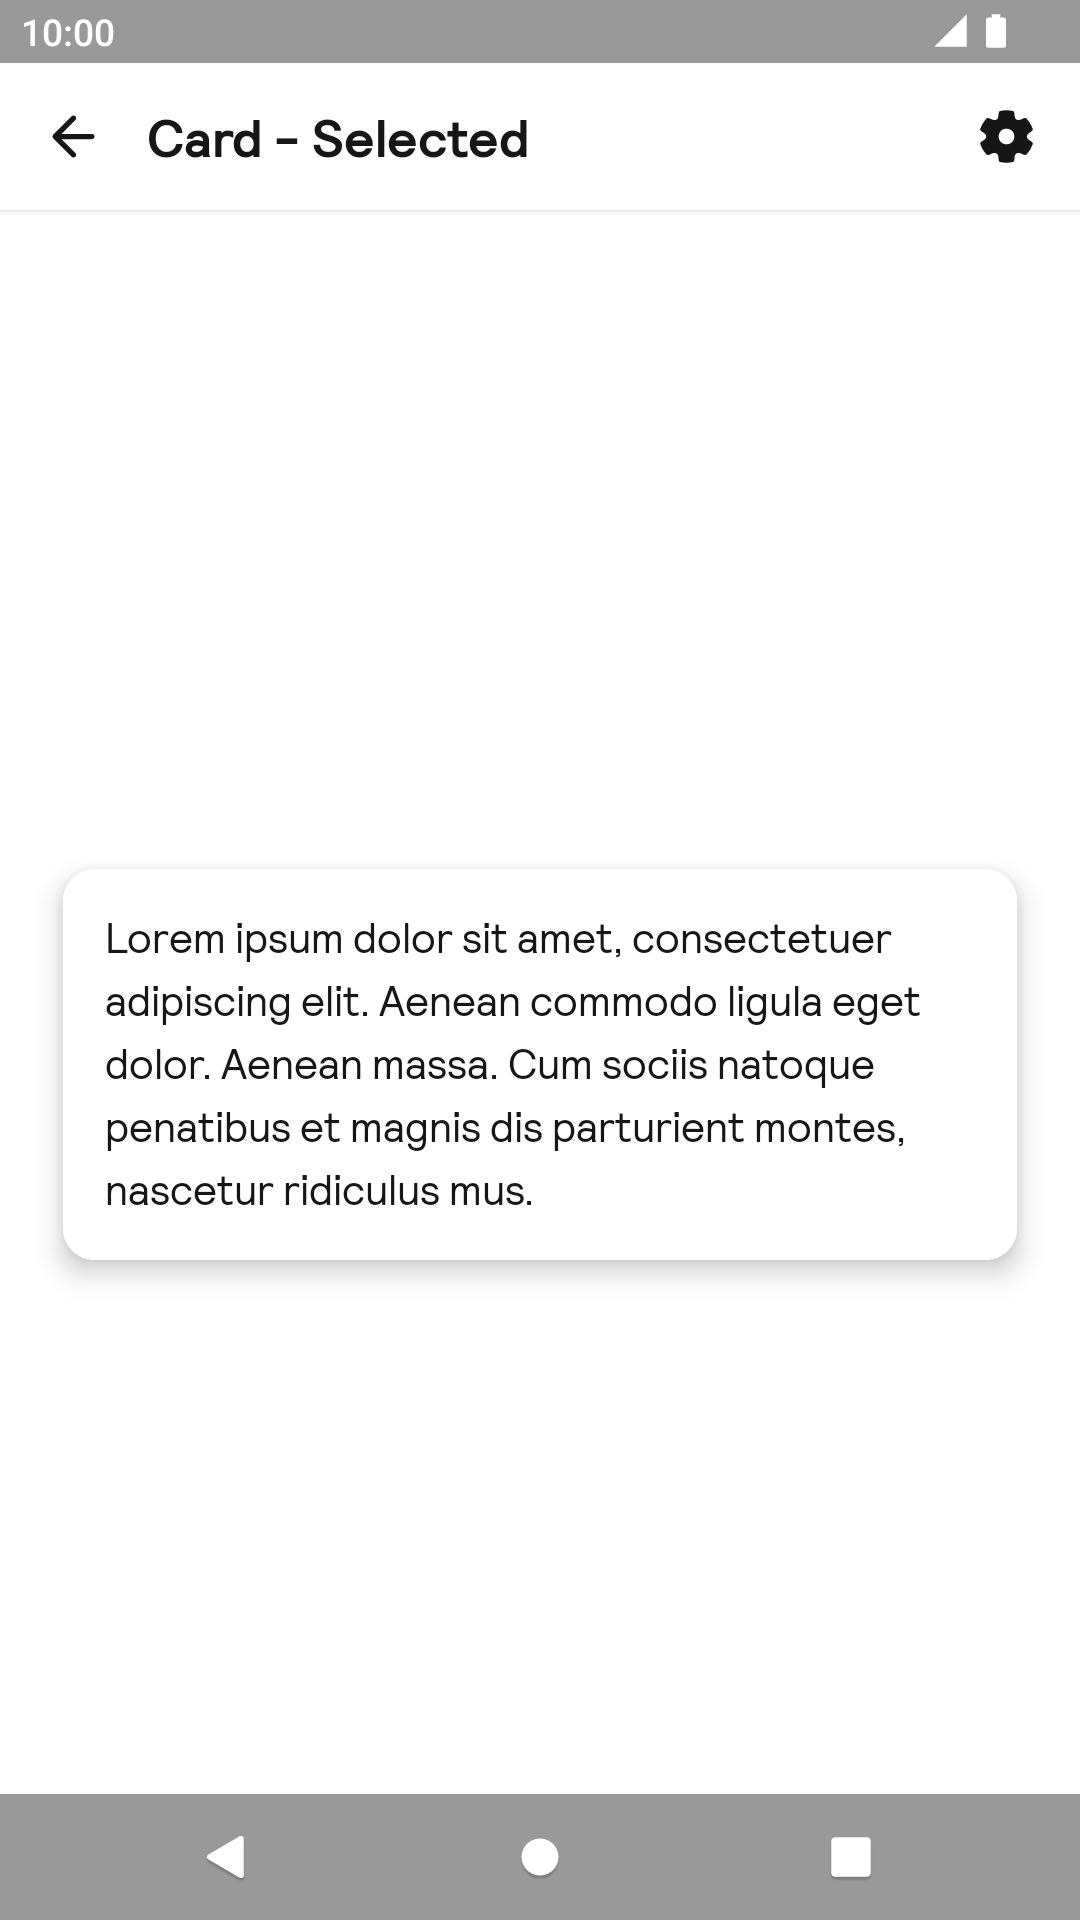 10:00
Card - Selected
Lorem ipsum dolor sit amet, consectetuer
adipiscing elit. Aenean commodo ligula eget
dolor. Aenean massa. Cum sociis natoque
penatibus et magnis dis parturient montes,
nascetur ridiculus mus.